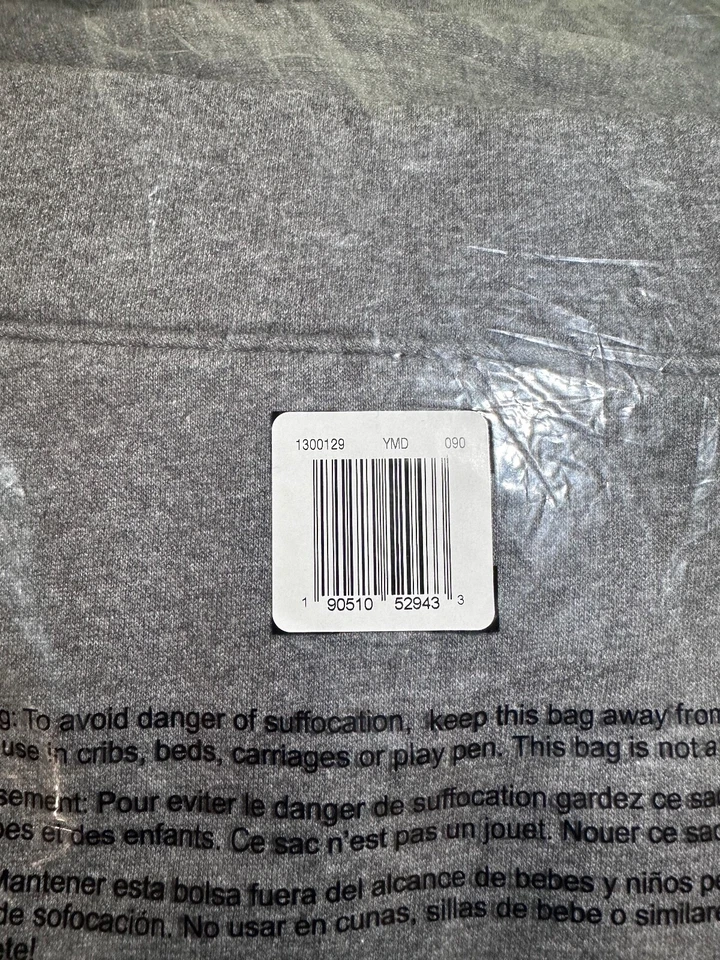 1300129 YMD 090
1 90510 52943 3
g: To avoid danger of suffocation, keep this bag away from
use in cribs, beds, carriages or play pen. This bag is not a
sement: Pour eviter le danger de suffocation gardez ce sac
bes et des enfants. Ce sac n'est pas un jouet. Nouer ce sac
Mantener esta bolsa fuera del alcance de bebes y niños
de sofocación. No usar en cunas, sillas de bebe o similar
ete!